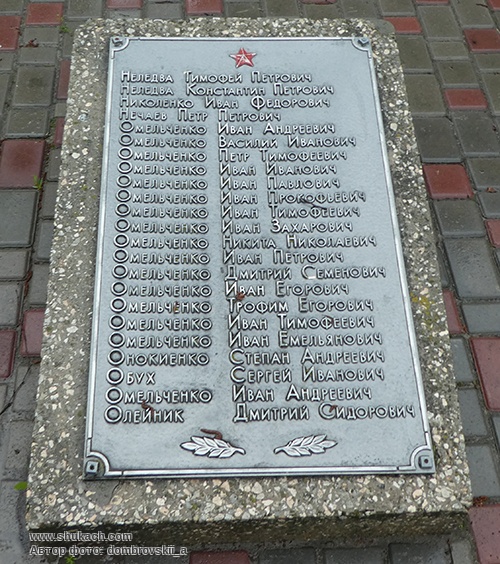 Неледва Тимофей Петрович
Неледва Константин Петрович
Николенко Иван Федорович
Нечаев Петр Петрович
Омельченко Иван Андреевич
Омельченко Василий Иванович
Омельченко Петр Тимофеевич
Омельченко Иван Иванович
Омельченко Иван Павлович
Омельченко Иван Прокофьевич
Омельченко Иван Тимофеевич
Омельченко Иван Захарович
Омельченко Никита Николаевич
Омельченко Иван Петрович
Омельченко Дмитрий Семенович
Омельченко Иван Егорович
Омельченко Трофим Егорович
Омельченко Иван Тимофеевич
Омельченко Иван Емельянович
Онокиенко Степан Андреевич
Обух Сергей Иванович
Омельченко Иван Андреевич
Олейник Дмитрий Сидорович
www.shukach.com
Автор фото: dombrovskii_a